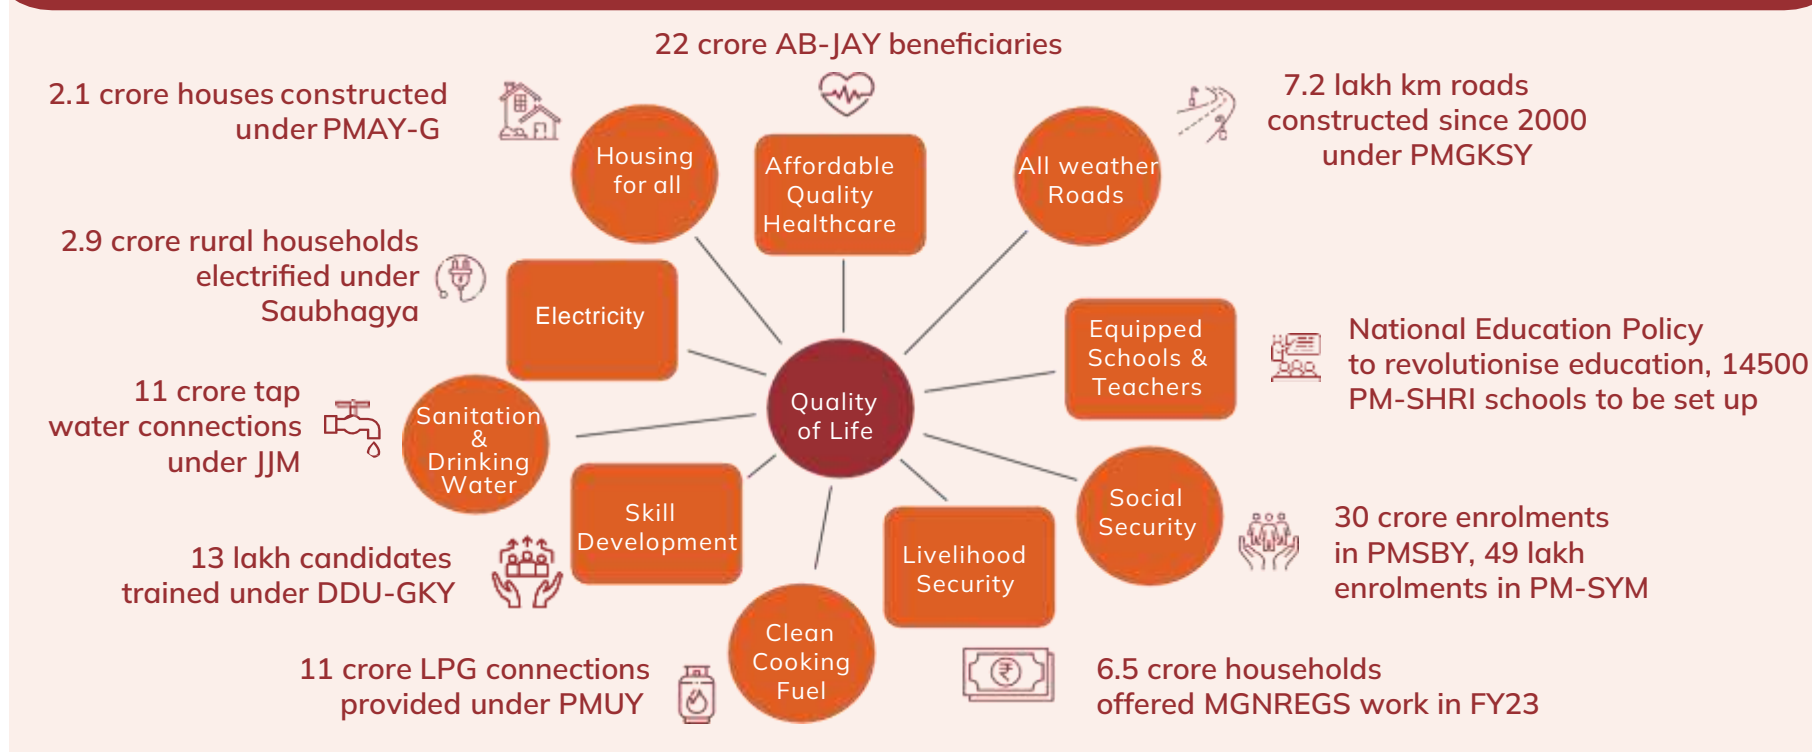 22 crore AB-JAY beneficiaries
2.1 crore houses constructed
under PMAY-G
Housing
for all
Affordable
Quality
Healthcare
All weather
Roads
7.2 lakh km roads
constructed since 2000
under PMGKSY
2.9 crore rural households
electrified under
Saubhagya
Electricity
Equipped
Schools &
Teachers
National Education Policy
to revolutionise education, 14500
PM-SHRI schools to be set up
11 crore tap
water connections
under JJM
Sanitation
&
Drinking
Water
Quality
of Life
Social
Security
30 crore enrolments
in PMSBY, 49 lakh
enrolments in PM-SYM
13 lakh candidates
trained under DDU-GKY
Skill
Development
Livelihood
Security
11 crore LPG connections
provided under PMUY
Clean
Cooking
Fuel
₹
6.5 crore households
offered MGNREGS work in FY23